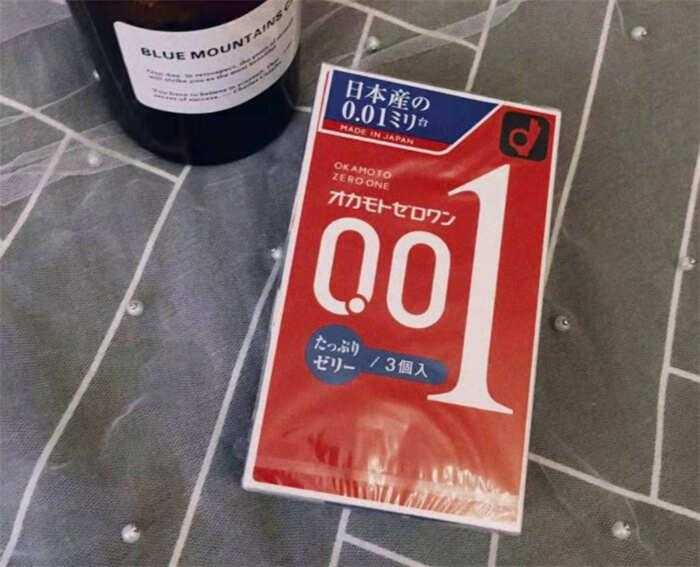 BLUE MOUNTAINS
日本産の
0.01ミリ台
MADE IN JAPAN
OKAMOTO
ZERO ONE
オカモトゼロワン
0.01
たっぷり
ゼリー
/ 3個入